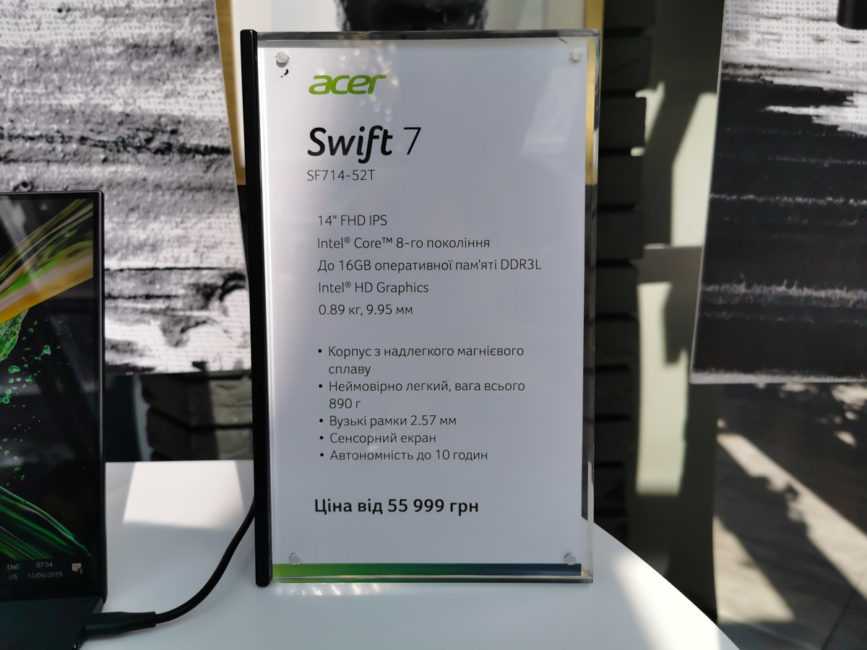 acer
Swift 7
SF714-52T
14" FHD IPS
Intel® Core™ 8-го покоління
До 16GB оперативної пам'яті DDR3L
Intel® HD Graphics
0.89 кг, 9.95 мм
• Корпус з надлегкого магнієвого
сплаву
• Неймовірно легкий, вага всього
890 г
• Вузькі рамки 2.57 мм
• Сенсорний екран
• Автономність до 10 годин
Ціна від 55 999 грн